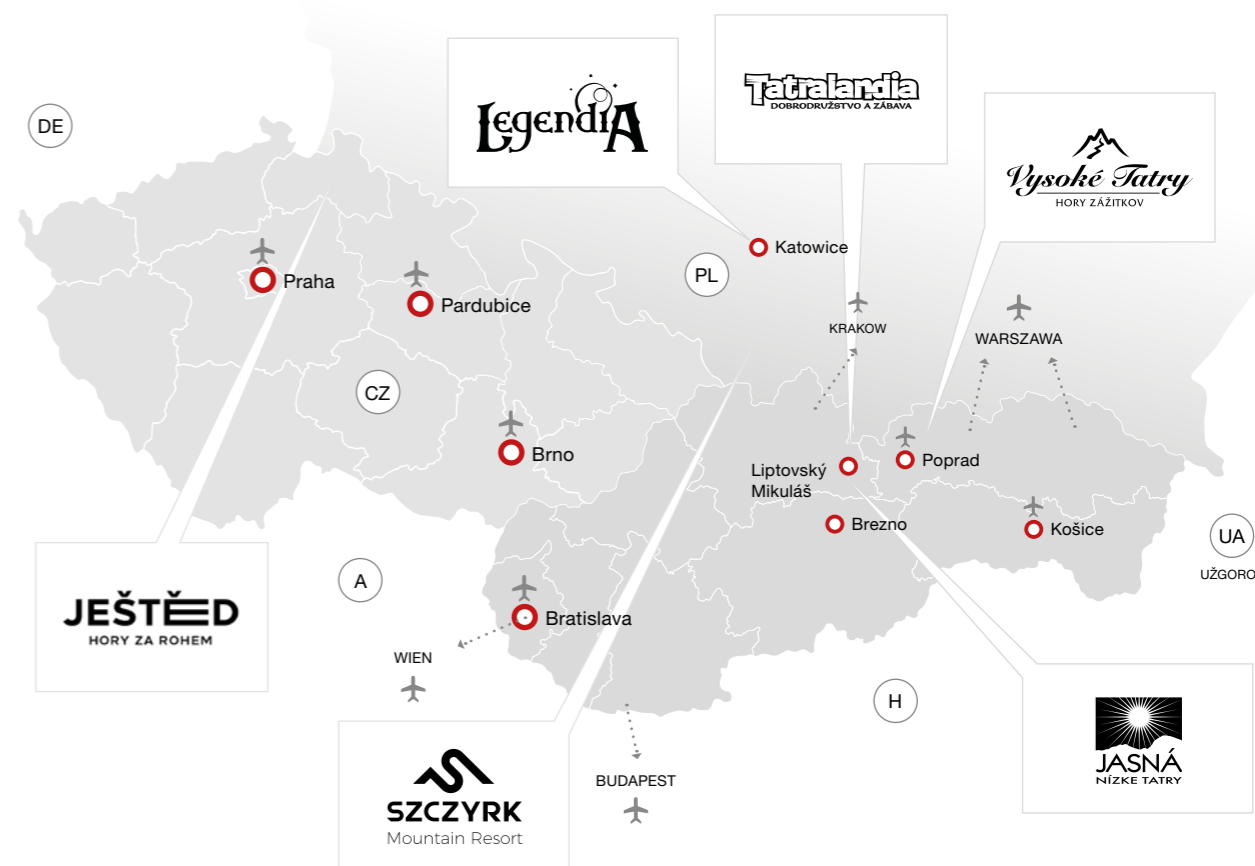 DE
LegendiA
Tatralandia
DOBRODRUŽSTVO A ZÁBAVA
Vysoké Tatry
HORY ZÁŽITKOV
Katowice
PL
Praha
Pardubice
KRAKOW
WARSZAWA
CZ
Brno
Liptovský
Mikuláš
Poprad
Brezno
Košice
UA
UŽGORO
A
JEŠTĚD
HORY ZA ROHEM
Bratislava
WIEN
H
BUDAPEST
SZCZYRK
Mountain Resort
JASNÁ
NÍZKE TATRY